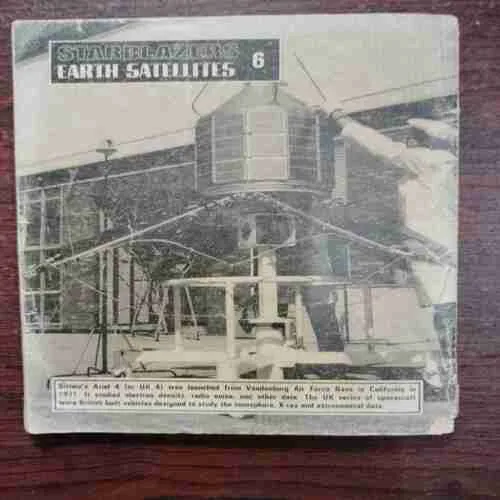 STARBLAZERS
EARTH SATELLITES 6
Britain's Ariel 4 (or UK 4) was launched from Vandenburg Air Force Base in California in
1971. It studied electron density, radio noise, and other data. The UK series of spacecraft
were British built vehicles designed to study the ionosphere, X-ray and astronomical data.